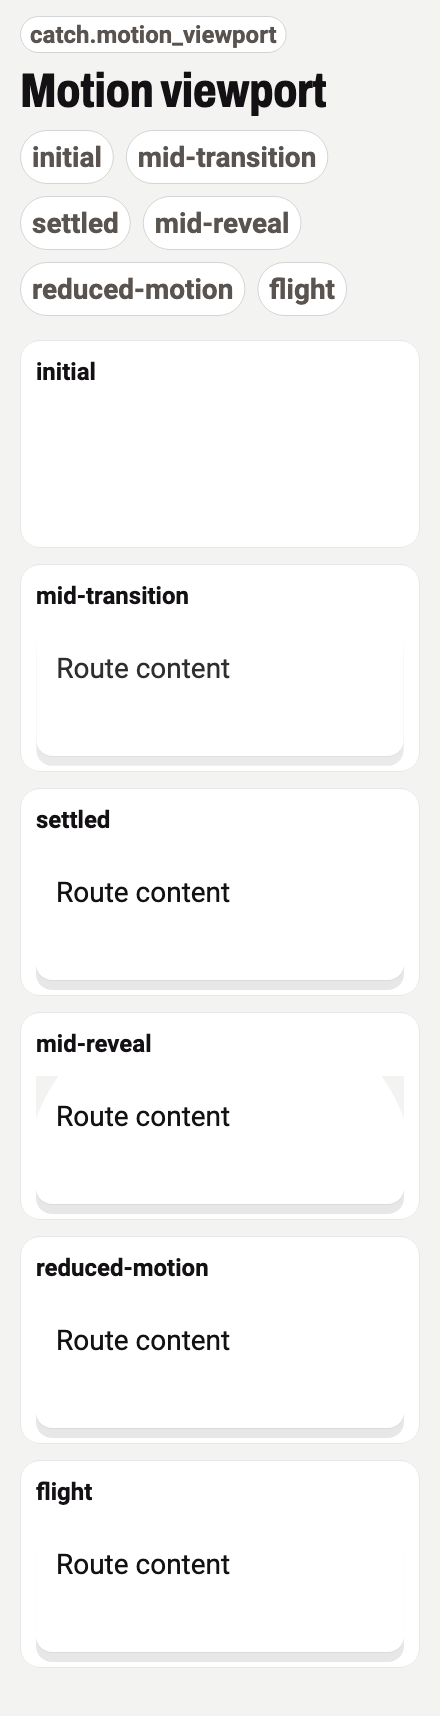 catch.motion_viewport
Motion viewport
initial mid-transition
settled mid-reveal
reduced-motion flight
initial
mid-transition
Route content
settled
Route content
mid-reveal
Route content
reduced-motion
Route content
flight
Route content